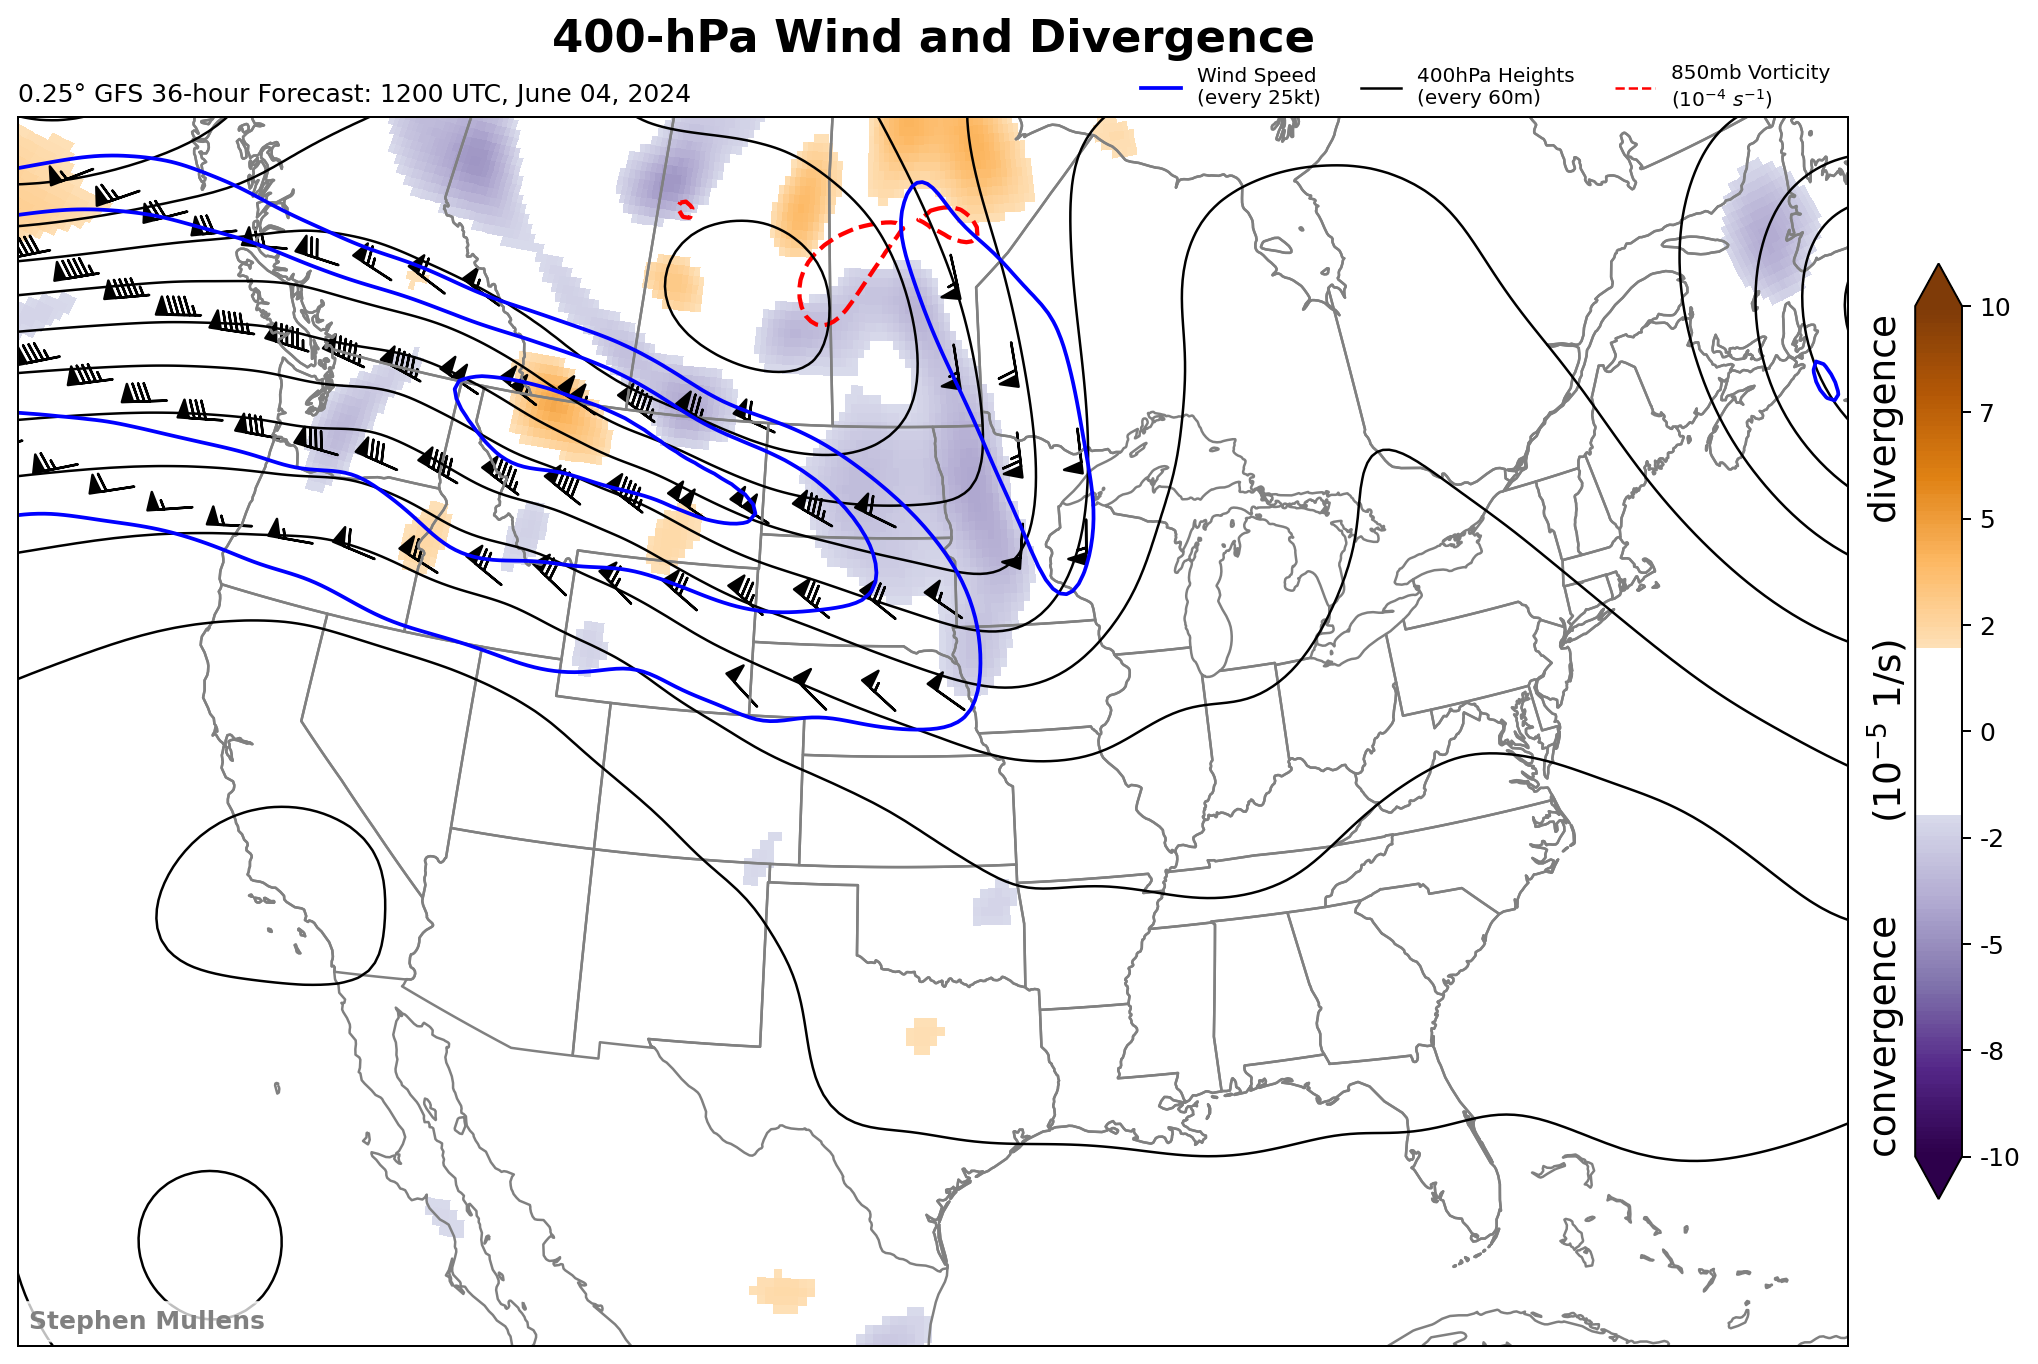 400-hPa Wind and Divergence
0.25° GFS 36-hour Forecast: 1200 UTC, June 04, 2024
Wind Speed
(every 25kt)
400hPa Heights
(every 60m)
850mb Vorticity
(10⁻⁴ s⁻¹)
10
7
5
2
0
-2
-5
-8
-10
convergence (10⁻⁵ 1/s) divergence
Stephen Mullens